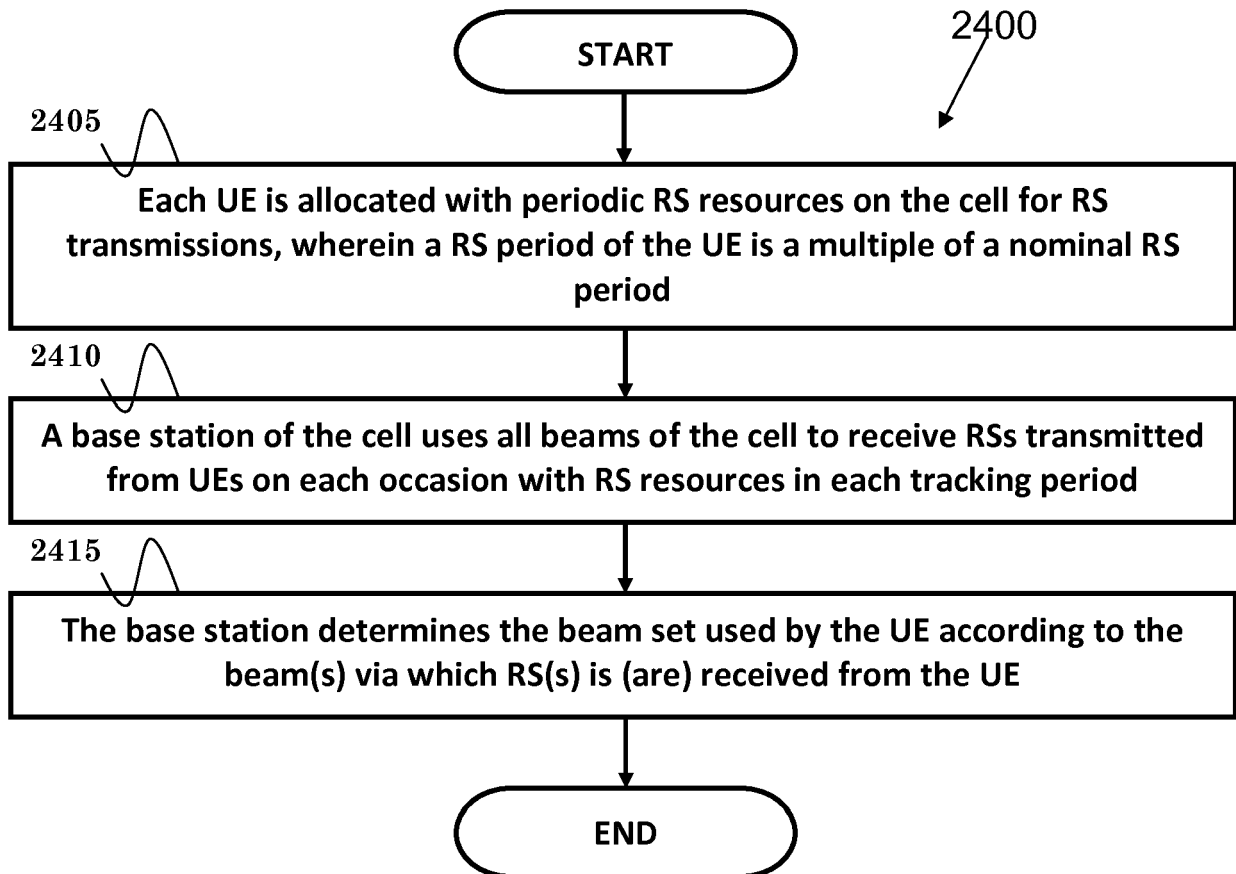 START
2400
2405
Each UE is allocated with periodic RS resources on the cell for RS
transmissions, wherein a RS period of the UE is a multiple of a nominal RS
period
2410
A base station of the cell uses all beams of the cell to receive RSs transmitted
from UEs on each occasion with RS resources in each tracking period
2415
The base station determines the beam set used by the UE according to the
beam(s) via which RS(s) is (are) received from the UE
END